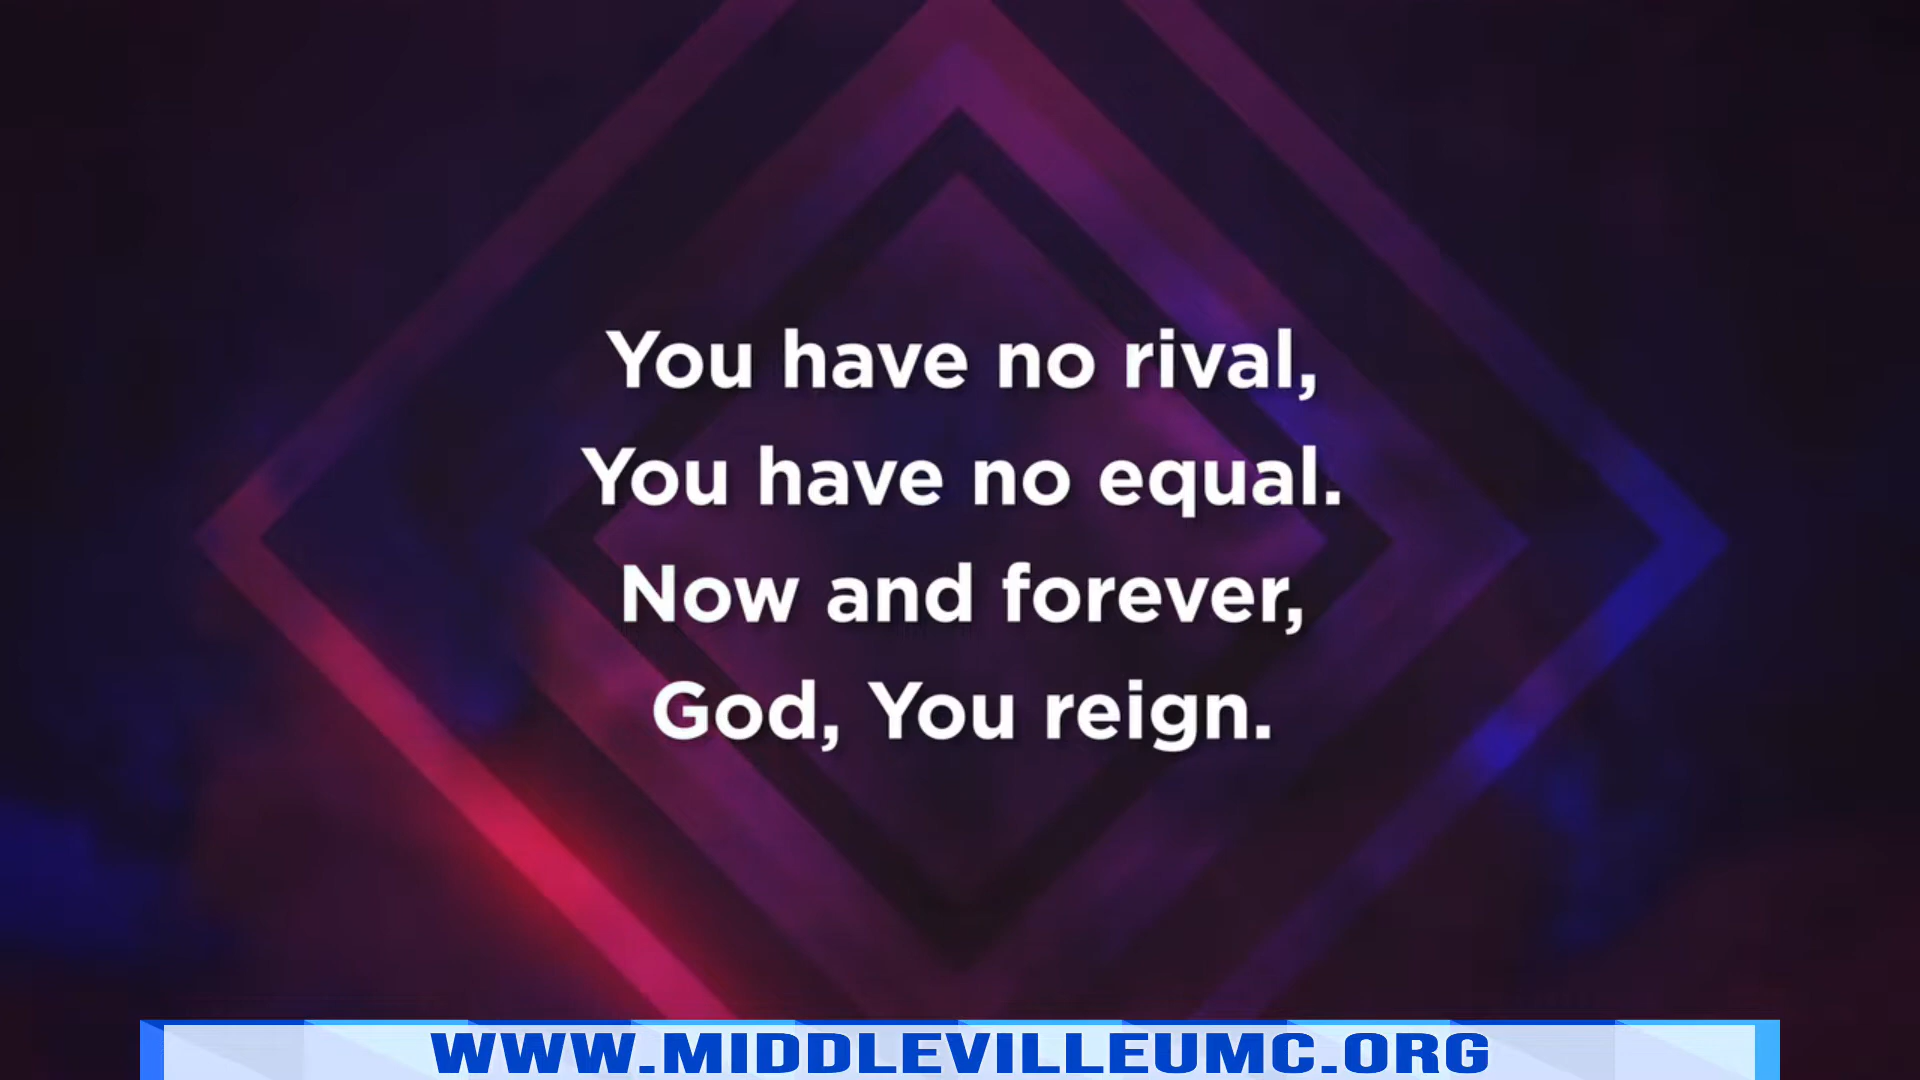 You have no rival,
You have no equal.
Now and forever,
God, You reign.
WWW.MIDDLEVILLEUMC.ORG